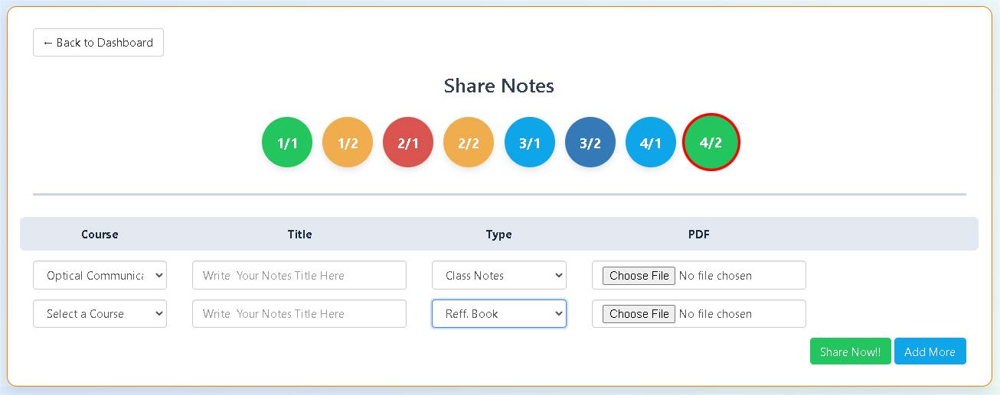 ← Back to Dashboard
Share Notes
1/1 1/2 2/1 2/2 3/1 3/2 4/1 4/2
Course Title Type PDF
Optical Communica Write Your Notes Title Here Class Notes Choose File No file chosen
Select a Course Write Your Notes Title Here Reff. Book Choose File No file chosen
Share Now!! Add More